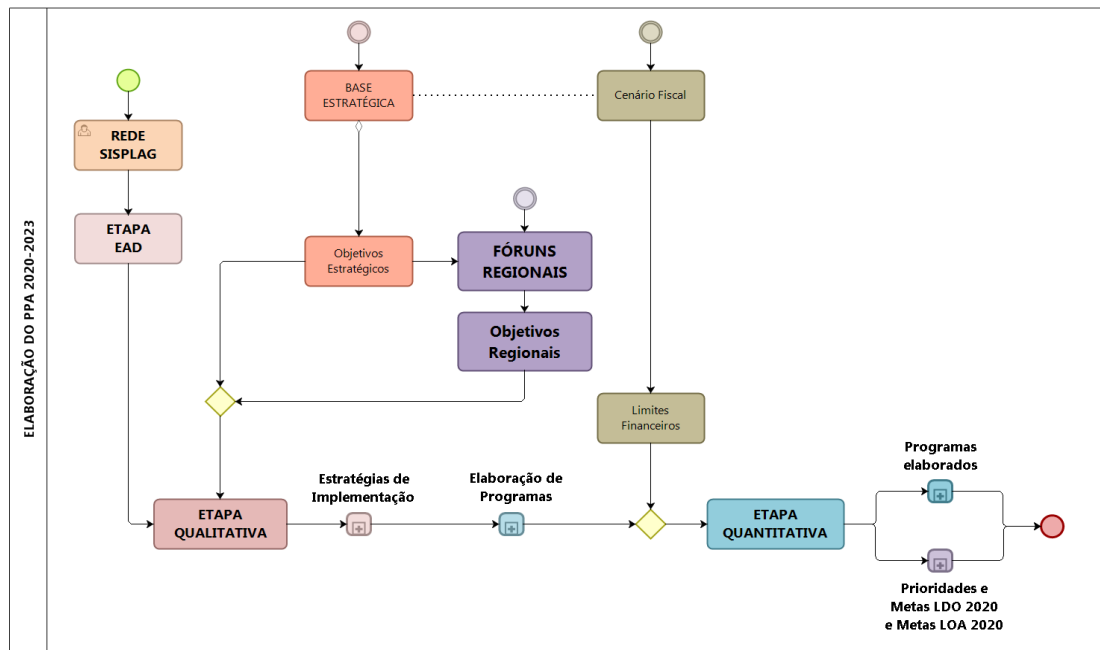 ELABORAÇÃO DO PPA 2020-2023
BASE
ESTRATÉGICA
Cenário Fiscal
REDE
SISPLAG
ETAPA
EAD
Objetivos
Estratégicos
FÓRUNS
REGIONAIS
Objetivos
Regionais
Limites
Financeiros
Estratégias de
Implementação
Elaboração de
Programas
Programas
elaborados
ETAPA
QUALITATIVA
ETAPA
QUANTITATIVA
Prioridades e
Metas LDO 2020
e Metas LOA 2020